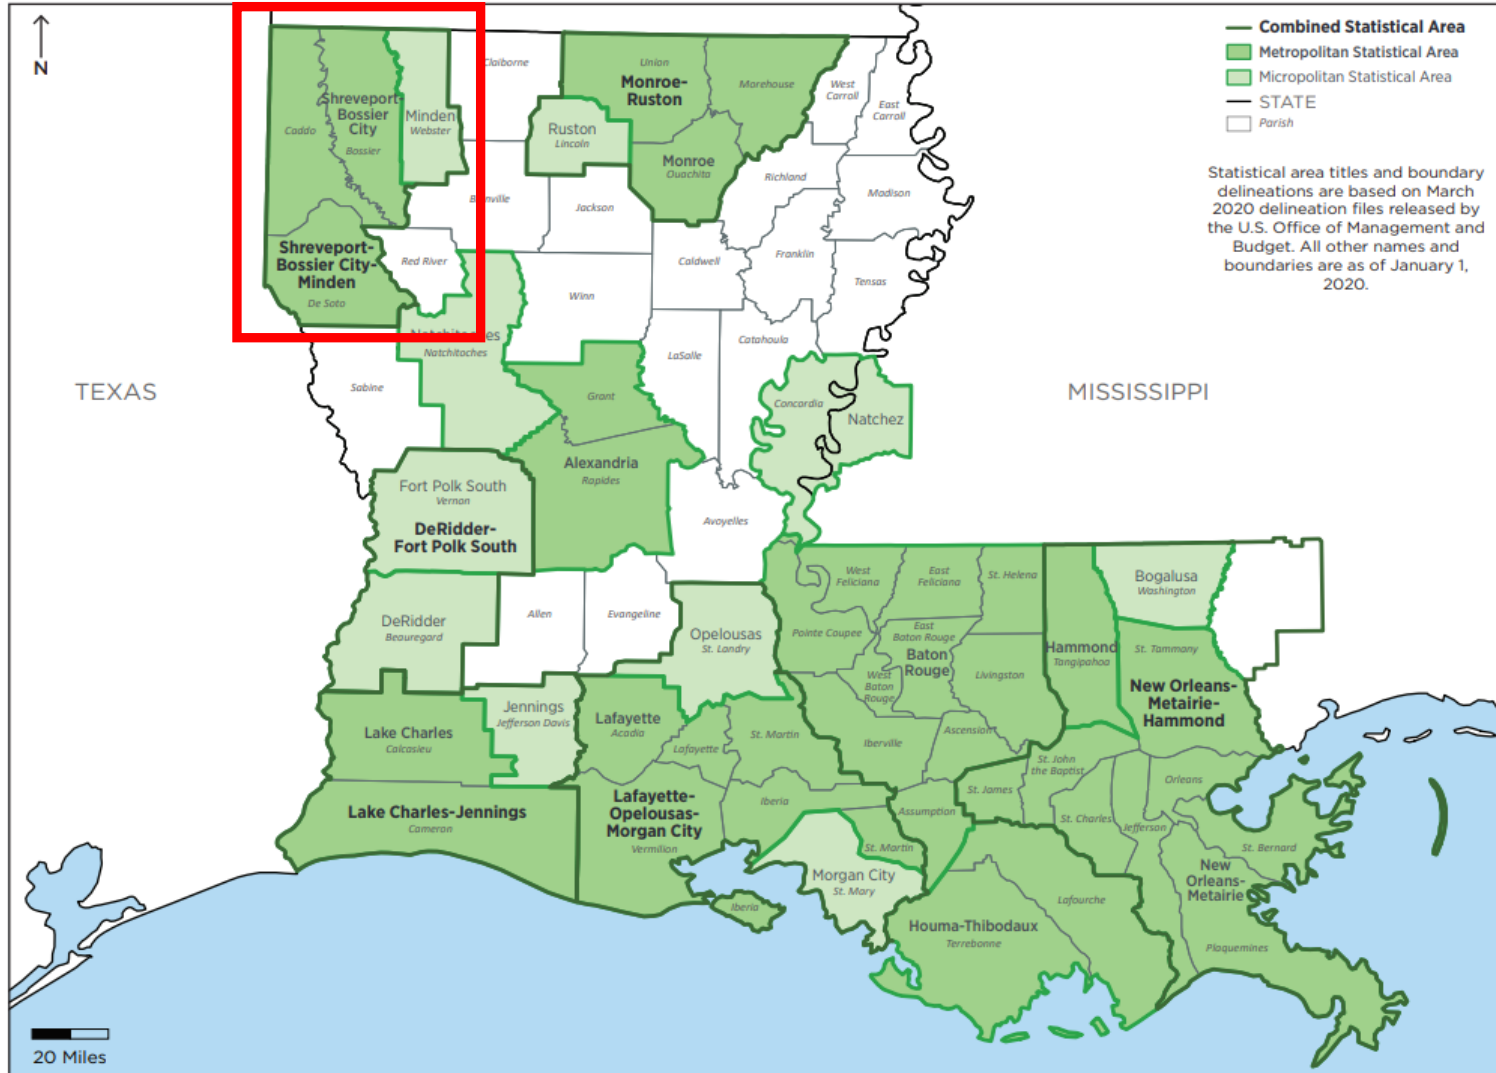 N
Combined Statistical Area
Metropolitan Statistical Area
Micropolitan Statistical Area
STATE
Parish
Statistical area titles and boundary
delineations are based on March
2020 delineation files released by
the U.S. Office of Management and
Budget. All other names and
boundaries are as of January 1,
2020.
TEXAS
MISSISSIPPI
Shreveport-
Bossier
City
Caddo
Bossier
Minden
Webster
Claiborne
Union
Monroe-
Ruston
Morehouse
West
Carroll
East
Carroll
Ruston
Lincoln
Monroe
Ouachita
Richland
Madison
Bienville
Jackson
Shreveport-
Bossier City-
Minden
De Soto
Red River
Winn
Caldwell
Franklin
Tensas
Natchitoches
Natchitoches
Sabine
LaSalle
Catahoula
Grant
Concordia
Natchez
Alexandria
Rapides
Fort Polk South
Vernon
DeRidder-
Fort Polk South
Avoyelles
DeRidder
Beauregard
Allen
Evangeline
Opelousas
St. Landry
West
Feliciana
East
Feliciana
St. Helena
Pointe Coupee
East
Baton Rouge
Baton
Rouge
West
Baton
Rouge
Livingston
Hammond
Tangipahoa
Bogalusa
Washington
St. Tammany
New Orleans-
Metairie-
Hammond
Lake Charles
Calcasieu
Jennings
Jefferson Davis
Lafayette
Acadia
Lafayette
St. Martin
Iberville
Ascension
St. John
the Baptist
Orleans
Lake Charles-Jennings
Cameron
Lafayette-
Opelousas-
Morgan City
Vermilion
Iberia
Assumption
St. James
St. Charles
Jefferson
St. Bernard
St. Martin
Morgan City
St. Mary
Iberia
New
Orleans-
Metairie
Lafourche
Houma-Thibodaux
Terrebonne
Plaquemines
20 Miles